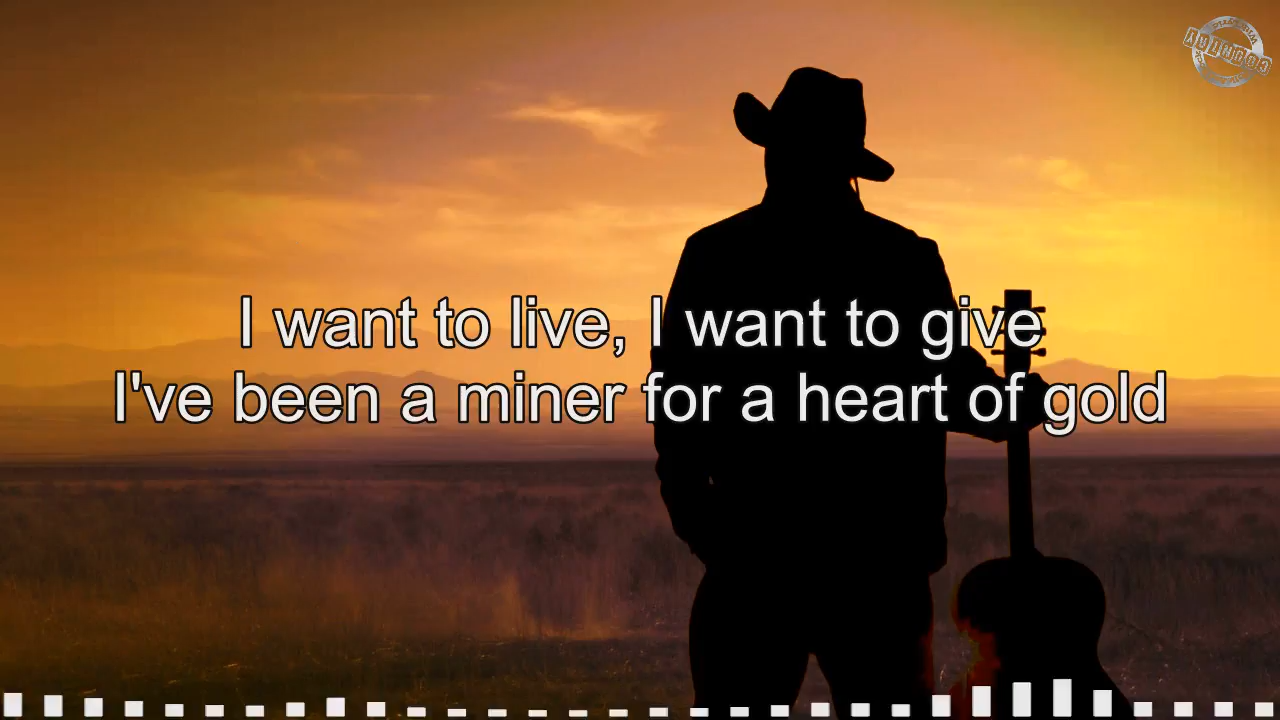 I want to live, I want to give
I've been a miner for a heart of gold